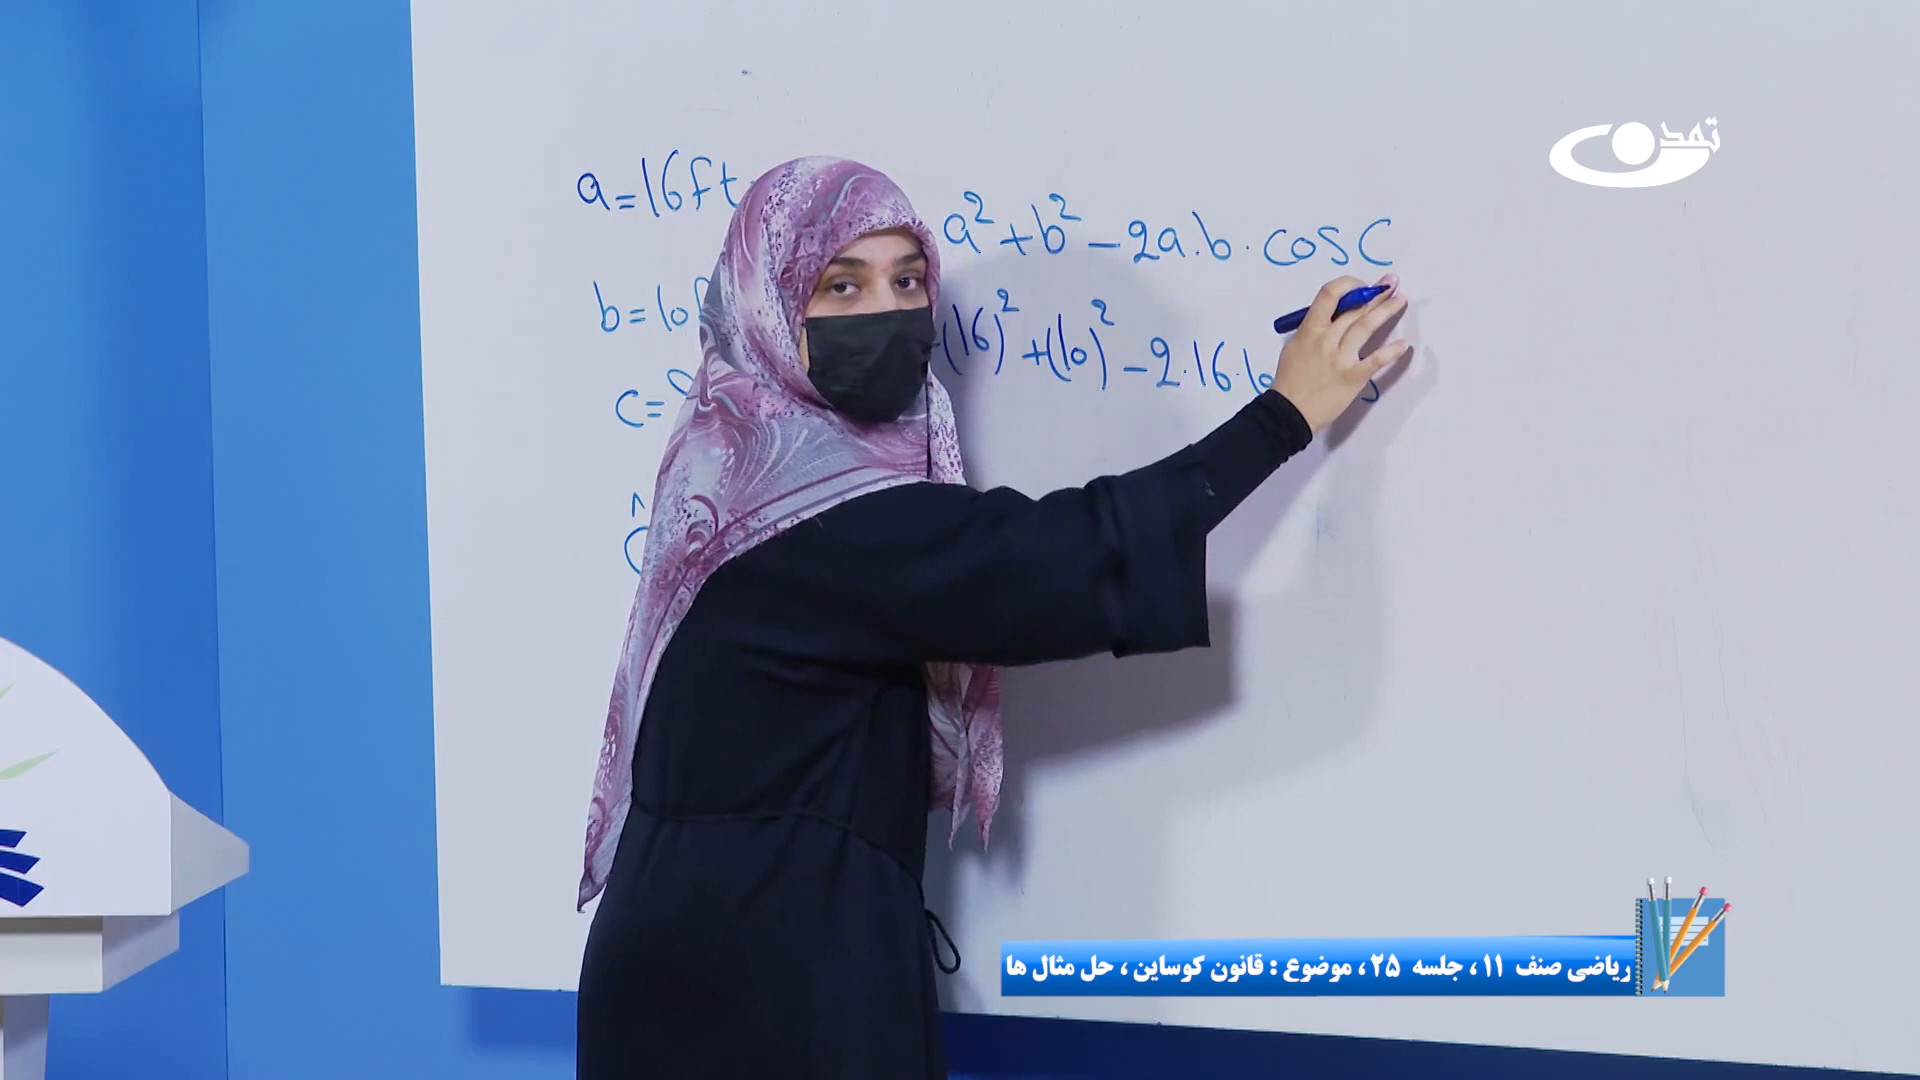 تمدن
a=16ft
a²+b²-2a.b.cosC
b=10f
(16)²+(10)²-2.16.10
c=
ریاضی صنف ۱۱ ، جلسه ۲۵ ، موضوع : قانون کوساین ، حل مثال ها